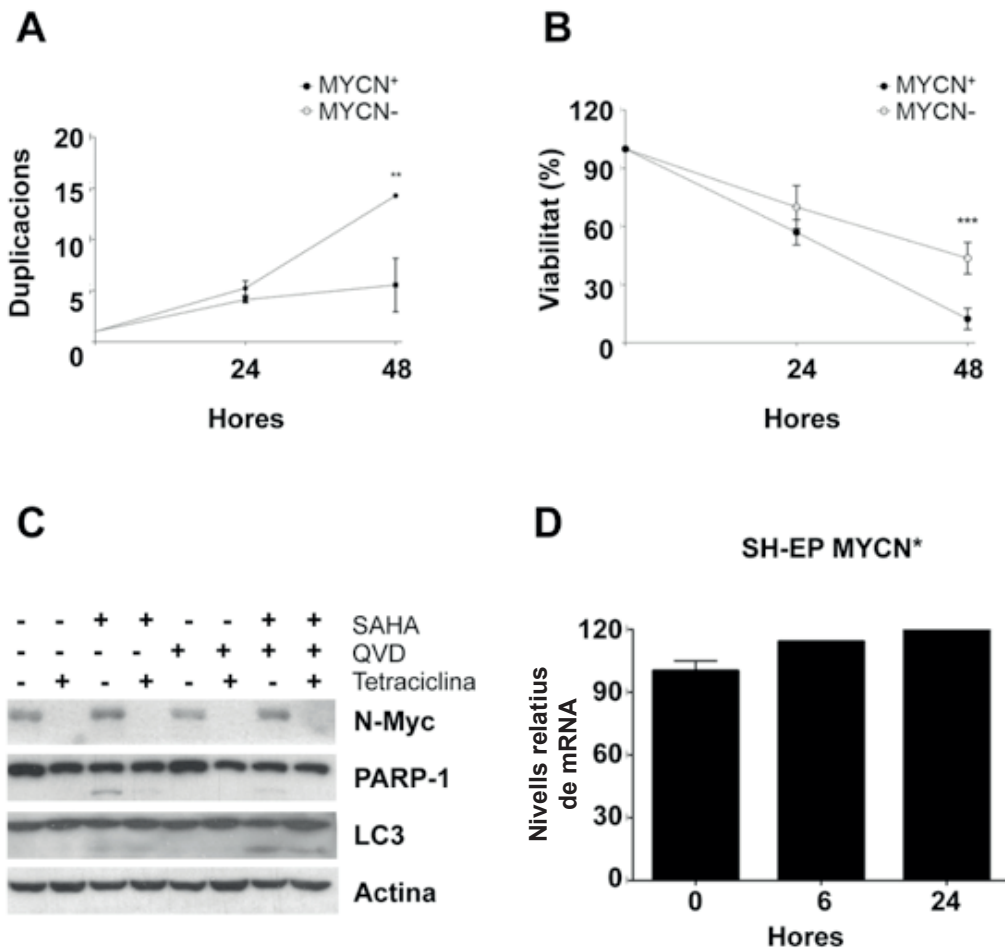 A
MYCN+
MYCN-
20
15
10
5
0
**
24
48
Duplicacions
Hores
B
MYCN+
MYCN-
120
90
60
30
0
***
24
48
Viabilitat (%)
Hores
C
- - + + - - + + SAHA
- - - - + + + + QVD
- + - + - + - + Tetraciclina
N-Myc
PARP-1
LC3
Actina
D
SH-EP MYCN*
120
90
60
30
0
0 6 24
Nivells relatius
de mRNA
Hores